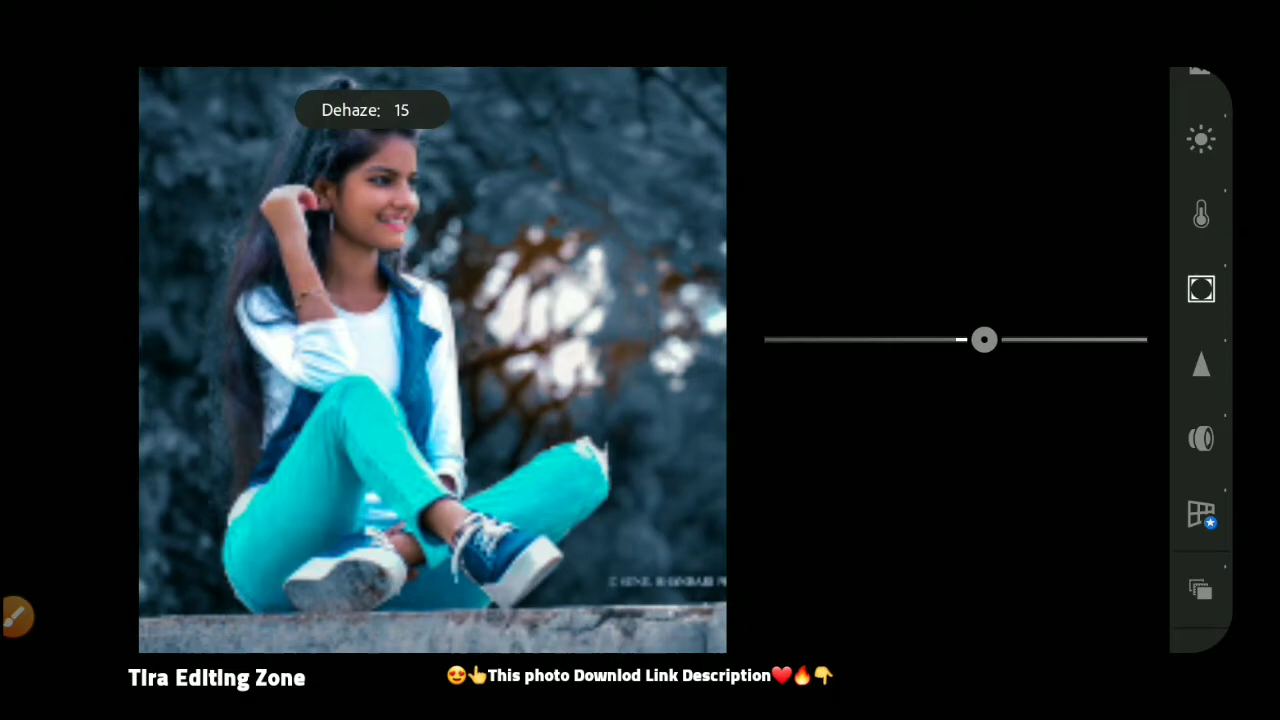 Dehaze: 15
Tira Editing Zone
😍👆This photo Downlod Link Description❤️🔥👇